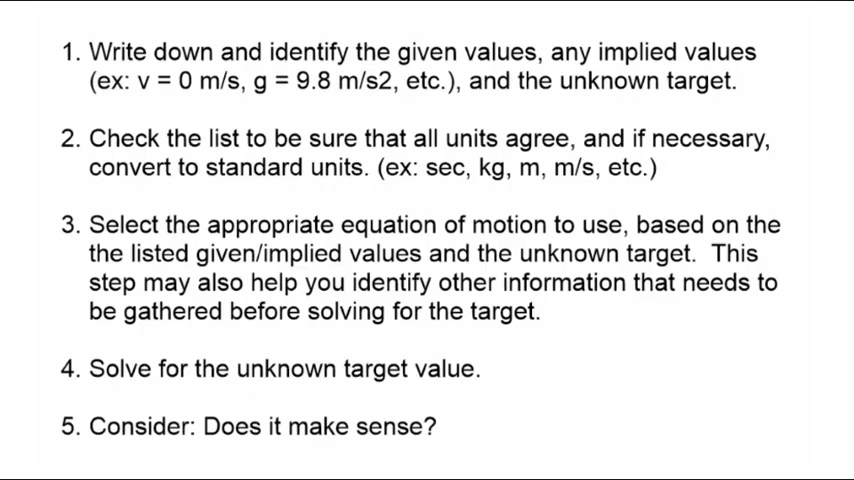 1. Write down and identify the given values, any implied values
(ex: v = 0 m/s, g = 9.8 m/s2, etc.), and the unknown target.
2. Check the list to be sure that all units agree, and if necessary,
convert to standard units. (ex: sec, kg, m, m/s, etc.)
3. Select the appropriate equation of motion to use, based on the
the listed given/implied values and the unknown target. This
step may also help you identify other information that needs to
be gathered before solving for the target.
4. Solve for the unknown target value.
5. Consider: Does it make sense?